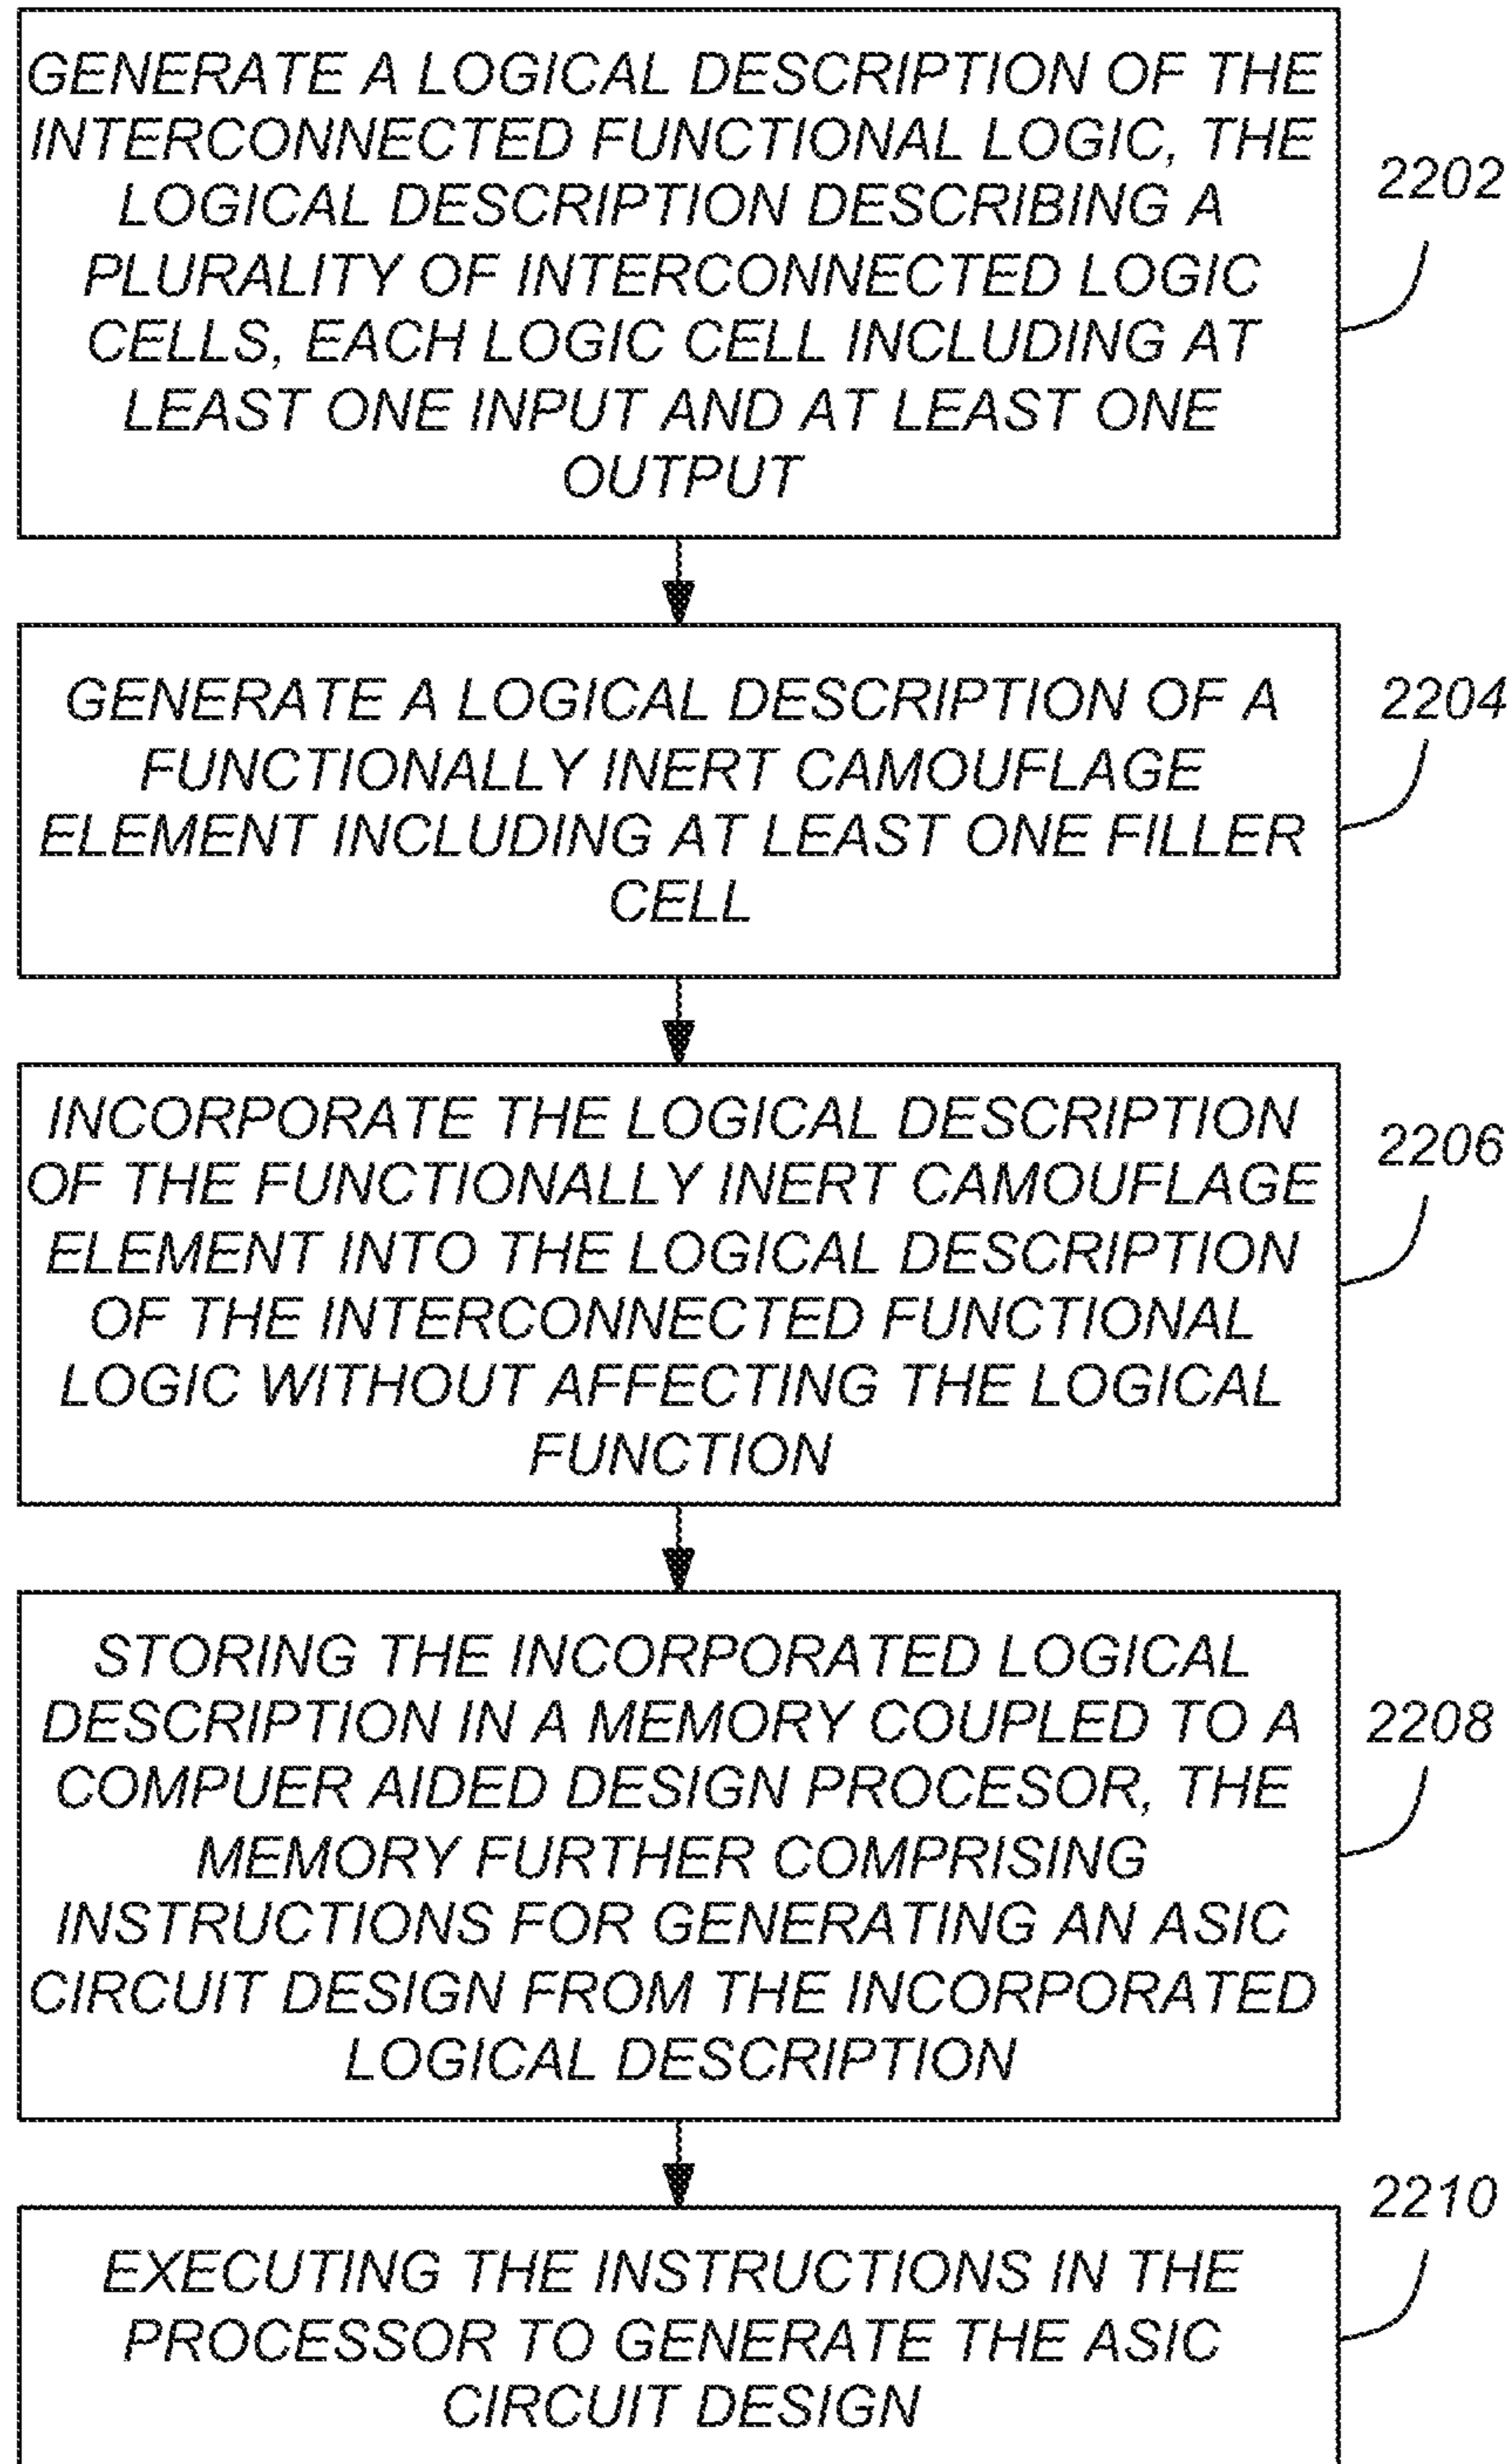 GENERATE A LOGICAL DESCRIPTION OF THE
INTERCONNECTED FUNCTIONAL LOGIC, THE
LOGICAL DESCRIPTION DESCRIBING A
PLURALITY OF INTERCONNECTED LOGIC
CELLS, EACH LOGIC CELL INCLUDING AT
LEAST ONE INPUT AND AT LEAST ONE
OUTPUT
2202
GENERATE A LOGICAL DESCRIPTION OF A
FUNCTIONALLY INERT CAMOUFLAGE
ELEMENT INCLUDING AT LEAST ONE FILLER
CELL
2204
INCORPORATE THE LOGICAL DESCRIPTION
OF THE FUNCTIONALLY INERT CAMOUFLAGE
ELEMENT INTO THE LOGICAL DESCRIPTION
OF THE INTERCONNECTED FUNCTIONAL
LOGIC WITHOUT AFFECTING THE LOGICAL
FUNCTION
2206
STORING THE INCORPORATED LOGICAL
DESCRIPTION IN A MEMORY COUPLED TO A
COMPUER AIDED DESIGN PROCESOR, THE
MEMORY FURTHER COMPRISING
INSTRUCTIONS FOR GENERATING AN ASIC
CIRCUIT DESIGN FROM THE INCORPORATED
LOGICAL DESCRIPTION
2208
EXECUTING THE INSTRUCTIONS IN THE
PROCESSOR TO GENERATE THE ASIC
CIRCUIT DESIGN
2210